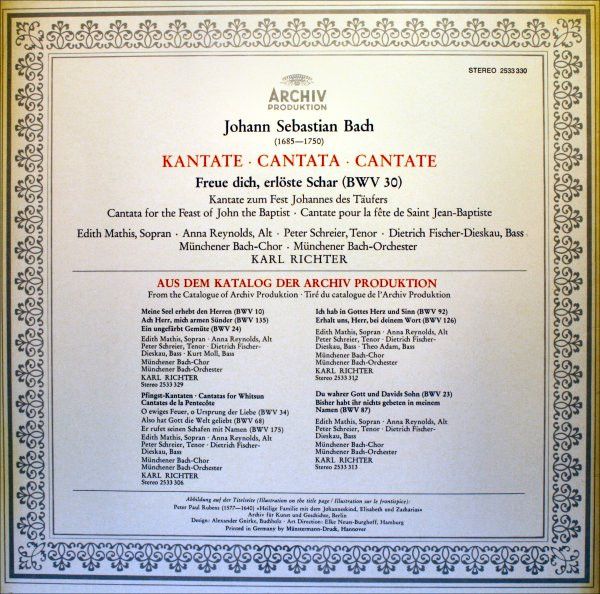 STEREO 2533 330
ARCHIV
PRODUKTION
Johann Sebastian Bach
(1685—1750)
KANTATE · CANTATA · CANTATE
Freue dich, erlöste Schar (BWV 30)
Kantate zum Fest Johannes des Täufers
Cantata for the Feast of John the Baptist · Cantate pour la fête de Saint Jean-Baptiste
Edith Mathis, Sopran · Anna Reynolds, Alt · Peter Schreier, Tenor · Dietrich Fischer-Dieskau, Bass
Münchener Bach-Chor · Münchener Bach-Orchester
KARL RICHTER
AUS DEM KATALOG DER ARCHIV PRODUKTION
From the Catalogue of Archiv Produktion · Tiré du catalogue de l'Archiv Produktion
Meine Seel erhebt den Herren (BWV 10)
Ach Herr, mich armen Sünder (BWV 135)
Ein ungefärbt Gemüte (BWV 24)
Edith Mathis, Sopran · Anna Reynolds, Alt
Peter Schreier, Tenor · Dietrich Fischer-
Dieskau, Bass · Kurt Moll, Bass
Münchener Bach-Chor
Münchener Bach-Orchester
KARL RICHTER
Stereo 2533 329
Pfingst-Kantaten · Cantatas for Whitsun
Cantates de la Pentecôte
O ewiges Feuer, o Ursprung der Liebe (BWV 34)
Also hat Gott die Welt geliebt (BWV 68)
Er rufet seinen Schafen mit Namen (BWV 175)
Edith Mathis, Sopran · Anna Reynolds, Alt
Peter Schreier, Tenor · Dietrich Fischer-
Dieskau, Bass
Münchener Bach-Chor
Münchener Bach-Orchester
KARL RICHTER
Stereo 2533 306
Ich hab in Gottes Herz und Sinn (BWV 92)
Erhalt uns, Herr, bei deinem Wort (BWV 126)
Edith Mathis, Sopran · Anna Reynolds, Alt
Peter Schreier, Tenor · Dietrich Fischer-
Dieskau, Bass · Theo Adam, Bass
Münchener Bach-Chor
Münchener Bach-Orchester
KARL RICHTER
Stereo 2533 312
Du wahrer Gott und Davids Sohn (BWV 23)
Bisher habt ihr nichts gebeten in meinem
Namen (BWV 87)
Edith Mathis, Sopran · Anna Reynolds, Alt
Peter Schreier, Tenor · Dietrich Fischer-
Dieskau, Bass
Münchener Bach-Chor
Münchener Bach-Orchester
KARL RICHTER
Stereo 2533 313
Abbildung auf der Titelseite (Illustration on the title page / Illustration sur le frontispice):
Peter Paul Rubens (1577—1640) «Heilige Familie mit dem Johannesknd, Elisabeth und Zacharias»
Archiv für Kunst und Geschichte, Berlin
Design: Alexander Gnirke, Buchholz · Art Direction: Elke Neun-Burghoff, Hamburg
Printed in Germany by Münstermann-Druck, Hannover